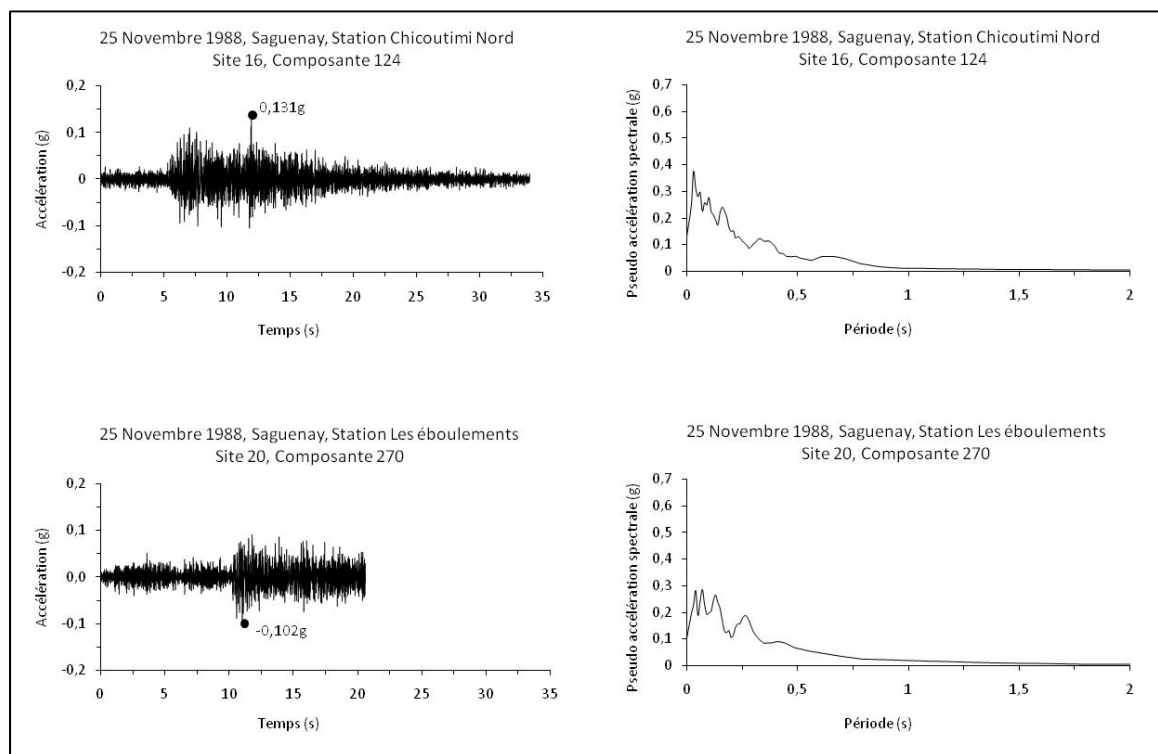 25 Novembre 1988, Saguenay, Station Chicoutimi Nord
Site 16, Composante 124
0,2
0,1
0
-0,1
-0,2
Accélération (g)
0,131g
0 5 10 15 20 25 30 35
Temps (s)
25 Novembre 1988, Saguenay, Station Chicoutimi Nord
Site 16, Composante 124
0,7
0,6
0,5
0,4
0,3
0,2
0,1
0
Pseudo accélération spectrale (g)
0 0,5 1 1,5 2
Période (s)
25 Novembre 1988, Saguenay, Station Les éboulements
Site 20, Composante 270
0,2
0,1
0,0
-0,1
-0,2
Accélération (g)
-0,102g
0 5 10 15 20 25 30 35
Temps (s)
25 Novembre 1988, Saguenay, Station Les éboulements
Site 20, Composante 270
0,7
0,6
0,5
0,4
0,3
0,2
0,1
0
Pseudo accélération spectrale (g)
0 0,5 1 1,5 2
Période (s)